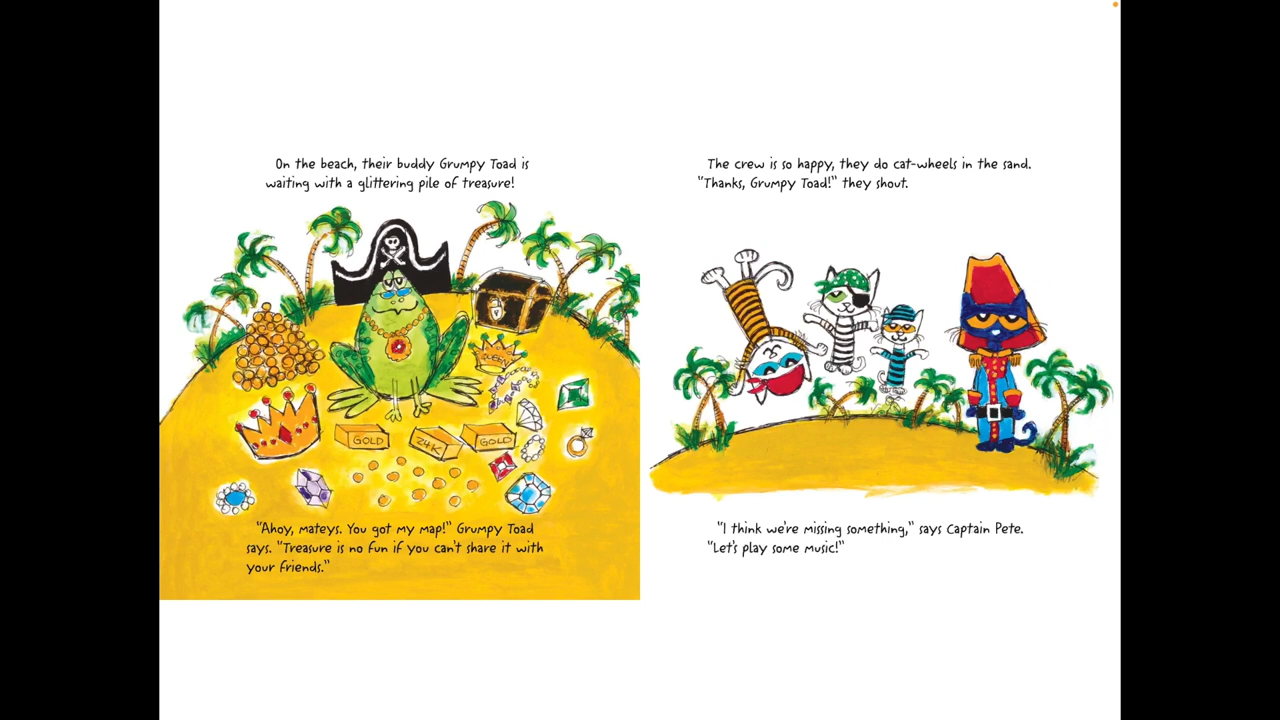 On the beach, their buddy Grumpy Toad is
waiting with a glittering pile of treasure!
GOLD
24K
GOLD
"Ahoy, mateys. You got my map!" Grumpy Toad
says. "Treasure is no fun if you can't share it with
your friends."
The crew is so happy, they do cat-wheels in the sand.
"Thanks, Grumpy Toad!" they shout.
"I think we're missing something," says Captain Pete.
"Let's play some music!"